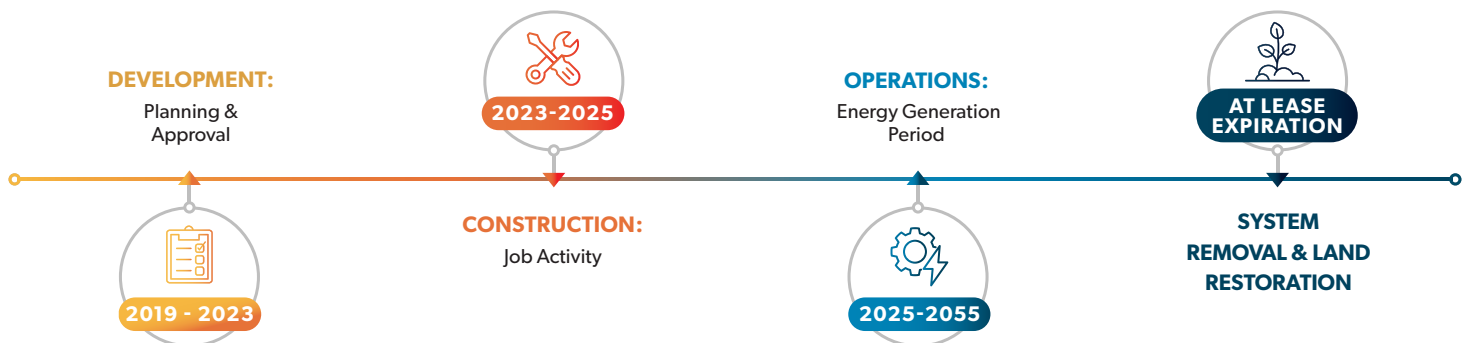 DEVELOPMENT:
Planning &
Approval
2019 - 2023
2023-2025
CONSTRUCTION:
Job Activity
OPERATIONS:
Energy Generation
Period
2025-2055
AT LEASE
EXPIRATION
SYSTEM
REMOVAL & LAND
RESTORATION